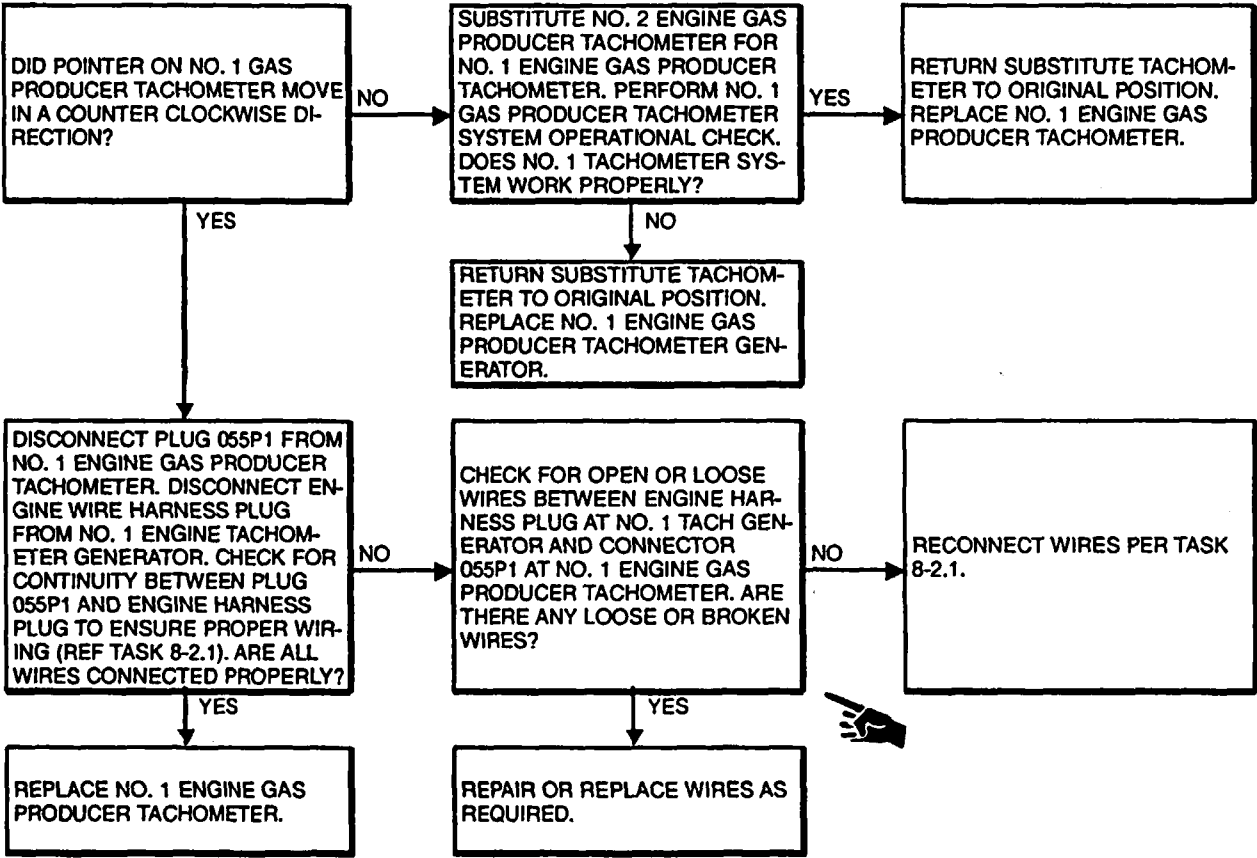 DID POINTER ON NO. 1 GAS
PRODUCER TACHOMETER MOVE
IN A COUNTER CLOCKWISE DI-
RECTION?
NO
SUBSTITUTE NO. 2 ENGINE GAS
PRODUCER TACHOMETER FOR
NO. 1 ENGINE GAS PRODUCER
TACHOMETER. PERFORM NO. 1
GAS PRODUCER TACHOMETER
SYSTEM OPERATIONAL CHECK.
DOES NO. 1 TACHOMETER SYS-
TEM WORK PROPERLY?
YES
RETURN SUBSTITUTE TACHOM-
ETER TO ORIGINAL POSITION.
REPLACE NO. 1 ENGINE GAS
PRODUCER TACHOMETER.
YES
NO
RETURN SUBSTITUTE TACHOM-
ETER TO ORIGINAL POSITION.
REPLACE NO. 1 ENGINE GAS
PRODUCER TACHOMETER GEN-
ERATOR.
DISCONNECT PLUG 055P1 FROM
NO. 1 ENGINE GAS PRODUCER
TACHOMETER. DISCONNECT EN-
GINE WIRE HARNESS PLUG
FROM NO. 1 ENGINE TACHOM-
ETER GENERATOR. CHECK FOR
CONTINUITY BETWEEN PLUG
055P1 AND ENGINE HARNESS
PLUG TO ENSURE PROPER WIR-
ING (REF TASK 8-2.1). ARE ALL
WIRES CONNECTED PROPERLY?
NO
CHECK FOR OPEN OR LOOSE
WIRES BETWEEN ENGINE HAR-
NESS PLUG AT NO. 1 TACH GEN-
ERATOR AND CONNECTOR
055P1 AT NO. 1 ENGINE GAS
PRODUCER TACHOMETER. ARE
THERE ANY LOOSE OR BROKEN
WIRES?
NO
RECONNECT WIRES PER TASK
8-2.1.
YES
YES
REPLACE NO. 1 ENGINE GAS
PRODUCER TACHOMETER.
REPAIR OR REPLACE WIRES AS
REQUIRED.